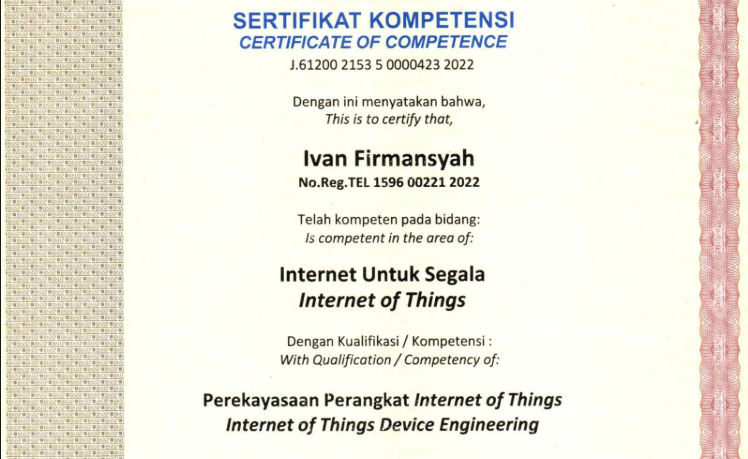 SERTIFIKAT KOMPETENSI
CERTIFICATE OF COMPETENCE
J.61200 2153 5 0000423 2022
Dengan ini menyatakan bahwa,
This is to certify that,
Ivan Firmansyah
No.Reg.TEL 1596 00221 2022
Telah kompeten pada bidang:
Is competent in the area of:
Internet Untuk Segala
Internet of Things
Dengan Kualifikasi / Kompetensi :
With Qualification / Competency of:
Perekayasaan Perangkat Internet of Things
Internet of Things Device Engineering